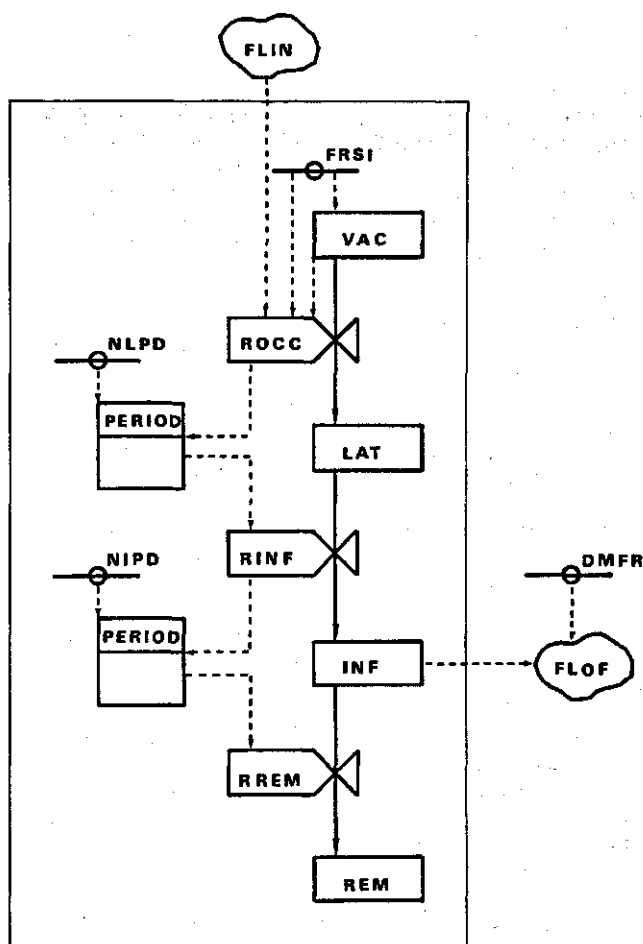 FLIN
FRSI
VAC
ROCC
NLPD
PERIOD
LAT
RINF
NIPD
PERIOD
INF
DMFR
FLOF
RREM
REM